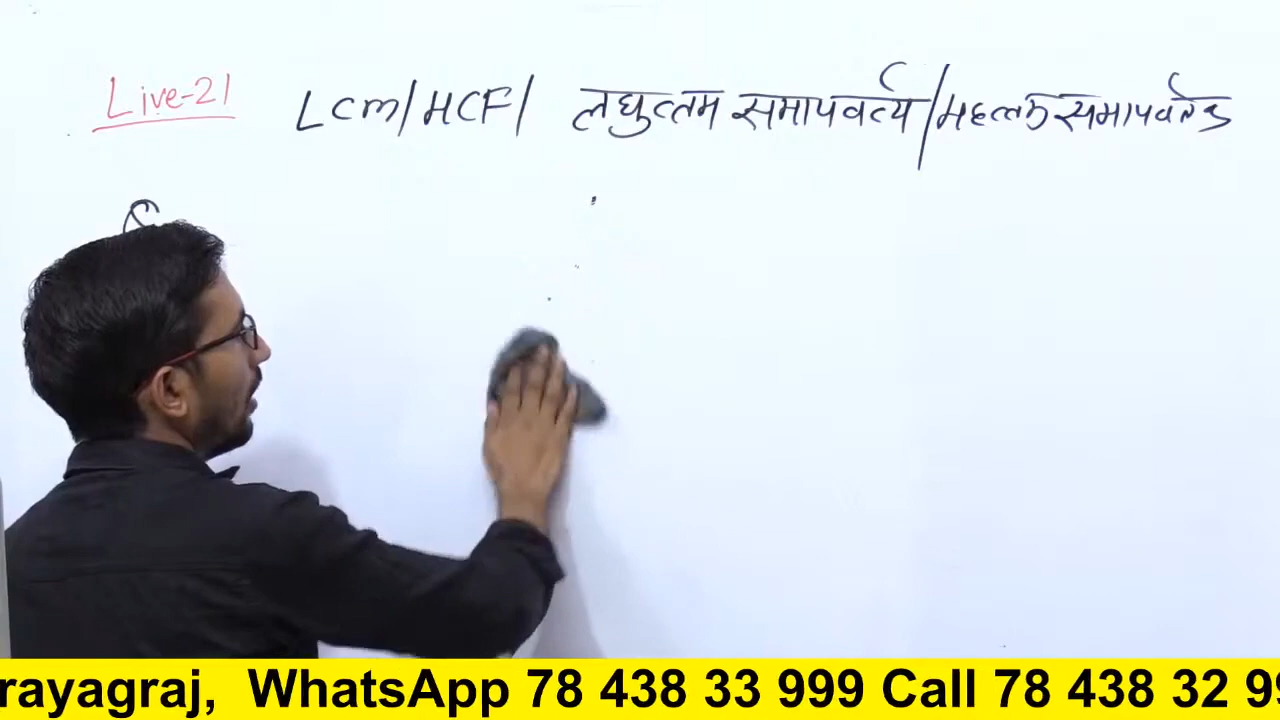 Live-21 LCM/HCF/ लघुत्तम समापवर्त्य/महत्तम समापवर्तक
rayagraj, WhatsApp 78 438 33 999 Call 78 438 32 99